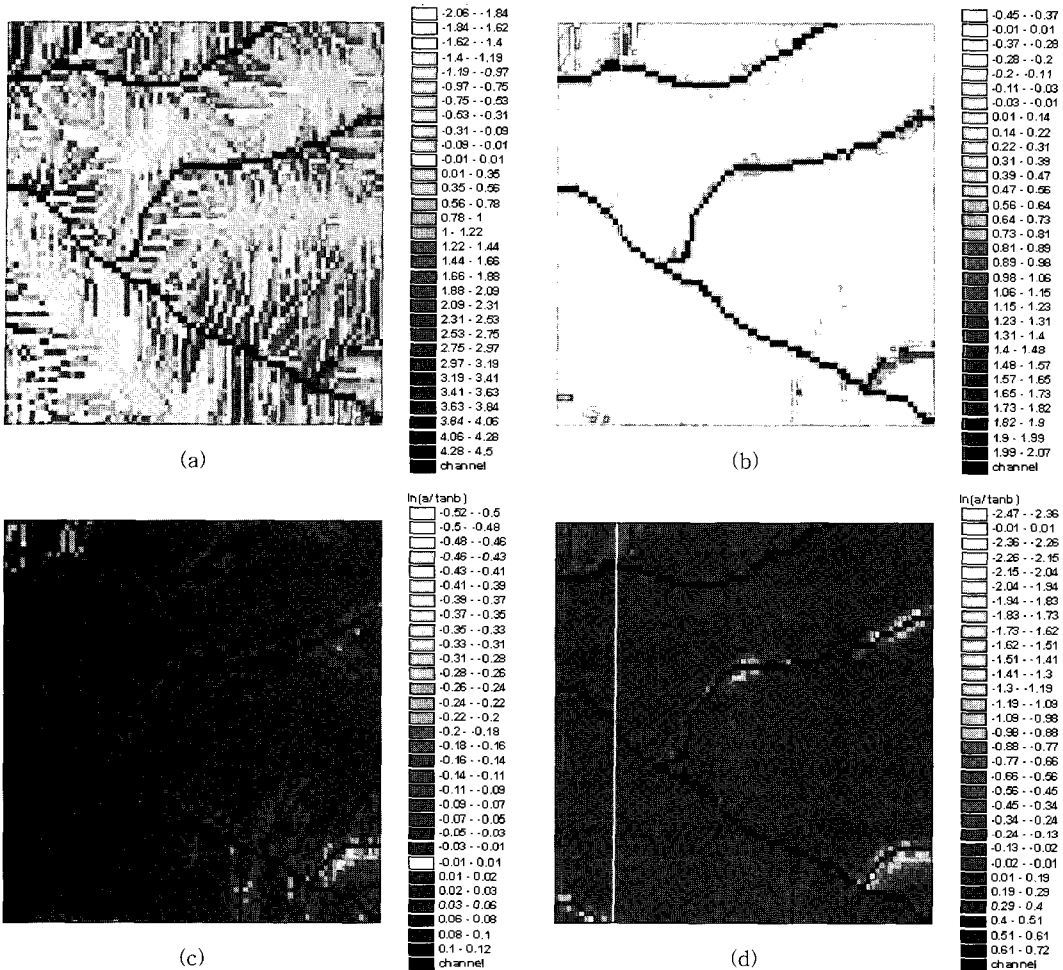 -2.06 - -1.84
-1.84 - -1.62
-1.62 - -1.4
-1.4 - -1.19
-1.19 - -0.97
-0.97 - -0.75
-0.75 - -0.53
-0.53 - -0.31
-0.31 - -0.09
-0.09 - -0.01
-0.01 - 0.01
0.01 - 0.35
0.35 - 0.56
0.56 - 0.78
0.78 - 1
1 - 1.22
1.22 - 1.44
1.44 - 1.66
1.66 - 1.88
1.88 - 2.09
2.09 - 2.31
2.31 - 2.53
2.53 - 2.75
2.75 - 2.97
2.97 - 3.19
3.19 - 3.41
3.41 - 3.63
3.63 - 3.84
3.84 - 4.06
4.06 - 4.28
4.28 - 4.5
channel
(a)
-0.45 - -0.37
-0.01 - 0.01
-0.37 - -0.28
-0.28 - -0.2
-0.2 - -0.11
-0.11 - -0.03
-0.03 - -0.01
0.01 - 0.14
0.14 - 0.22
0.22 - 0.31
0.31 - 0.39
0.39 - 0.47
0.47 - 0.56
0.56 - 0.64
0.64 - 0.73
0.73 - 0.81
0.81 - 0.89
0.89 - 0.98
0.98 - 1.06
1.06 - 1.15
1.15 - 1.23
1.23 - 1.31
1.31 - 1.4
1.4 - 1.48
1.48 - 1.57
1.57 - 1.65
1.65 - 1.73
1.73 - 1.82
1.82 - 1.9
1.9 - 1.99
1.99 - 2.07
channel
(b)
ln(a/tanb)
-0.52 - -0.5
-0.5 - -0.48
-0.48 - -0.46
-0.46 - -0.43
-0.43 - -0.41
-0.41 - -0.39
-0.39 - -0.37
-0.37 - -0.35
-0.35 - -0.33
-0.33 - -0.31
-0.31 - -0.28
-0.28 - -0.26
-0.26 - -0.24
-0.24 - -0.22
-0.22 - -0.2
-0.2 - -0.18
-0.18 - -0.16
-0.16 - -0.14
-0.14 - -0.11
-0.11 - -0.09
-0.09 - -0.07
-0.07 - -0.05
-0.05 - -0.03
-0.03 - -0.01
-0.01 - 0.01
0.01 - 0.02
0.02 - 0.03
0.03 - 0.06
0.06 - 0.08
0.08 - 0.1
0.1 - 0.12
channel
(c)
ln(a/tanb)
-2.47 - -2.36
-0.01 - 0.01
-2.36 - -2.26
-2.26 - -2.15
-2.15 - -2.04
-2.04 - -1.94
-1.94 - -1.83
-1.83 - -1.73
-1.73 - -1.62
-1.62 - -1.51
-1.51 - -1.41
-1.41 - -1.3
-1.3 - -1.19
-1.19 - -1.09
-1.09 - -0.98
-0.98 - -0.88
-0.88 - -0.77
-0.77 - -0.66
-0.66 - -0.56
-0.56 - -0.45
-0.45 - -0.34
-0.34 - -0.24
-0.24 - -0.13
-0.13 - -0.02
-0.02 - -0.01
0.01 - 0.19
0.19 - 0.29
0.29 - 0.4
0.4 - 0.51
0.51 - 0.61
0.61 - 0.72
channel
(d)